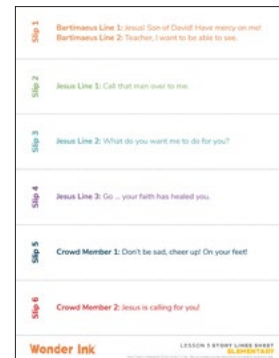 Slip 1
Bartimaeus Line 1: Jesus! Son of David! Have mercy on me!
Bartimaeus Line 2: Teacher, I want to be able to see.
Slip 2
Jesus Line 1: Call that man over to me.
Slip 3
Jesus Line 2: What do you want me to do for you?
Slip 4
Jesus Line 3: Go ... your faith has healed you.
Slip 5
Crowd Member 1: Don't be sad, cheer up! On your feet!
Slip 6
Crowd Member 2: Jesus is calling for you!
Wonder Ink
LESSON 3 STORY LINES SHEET
ELEMENTARY